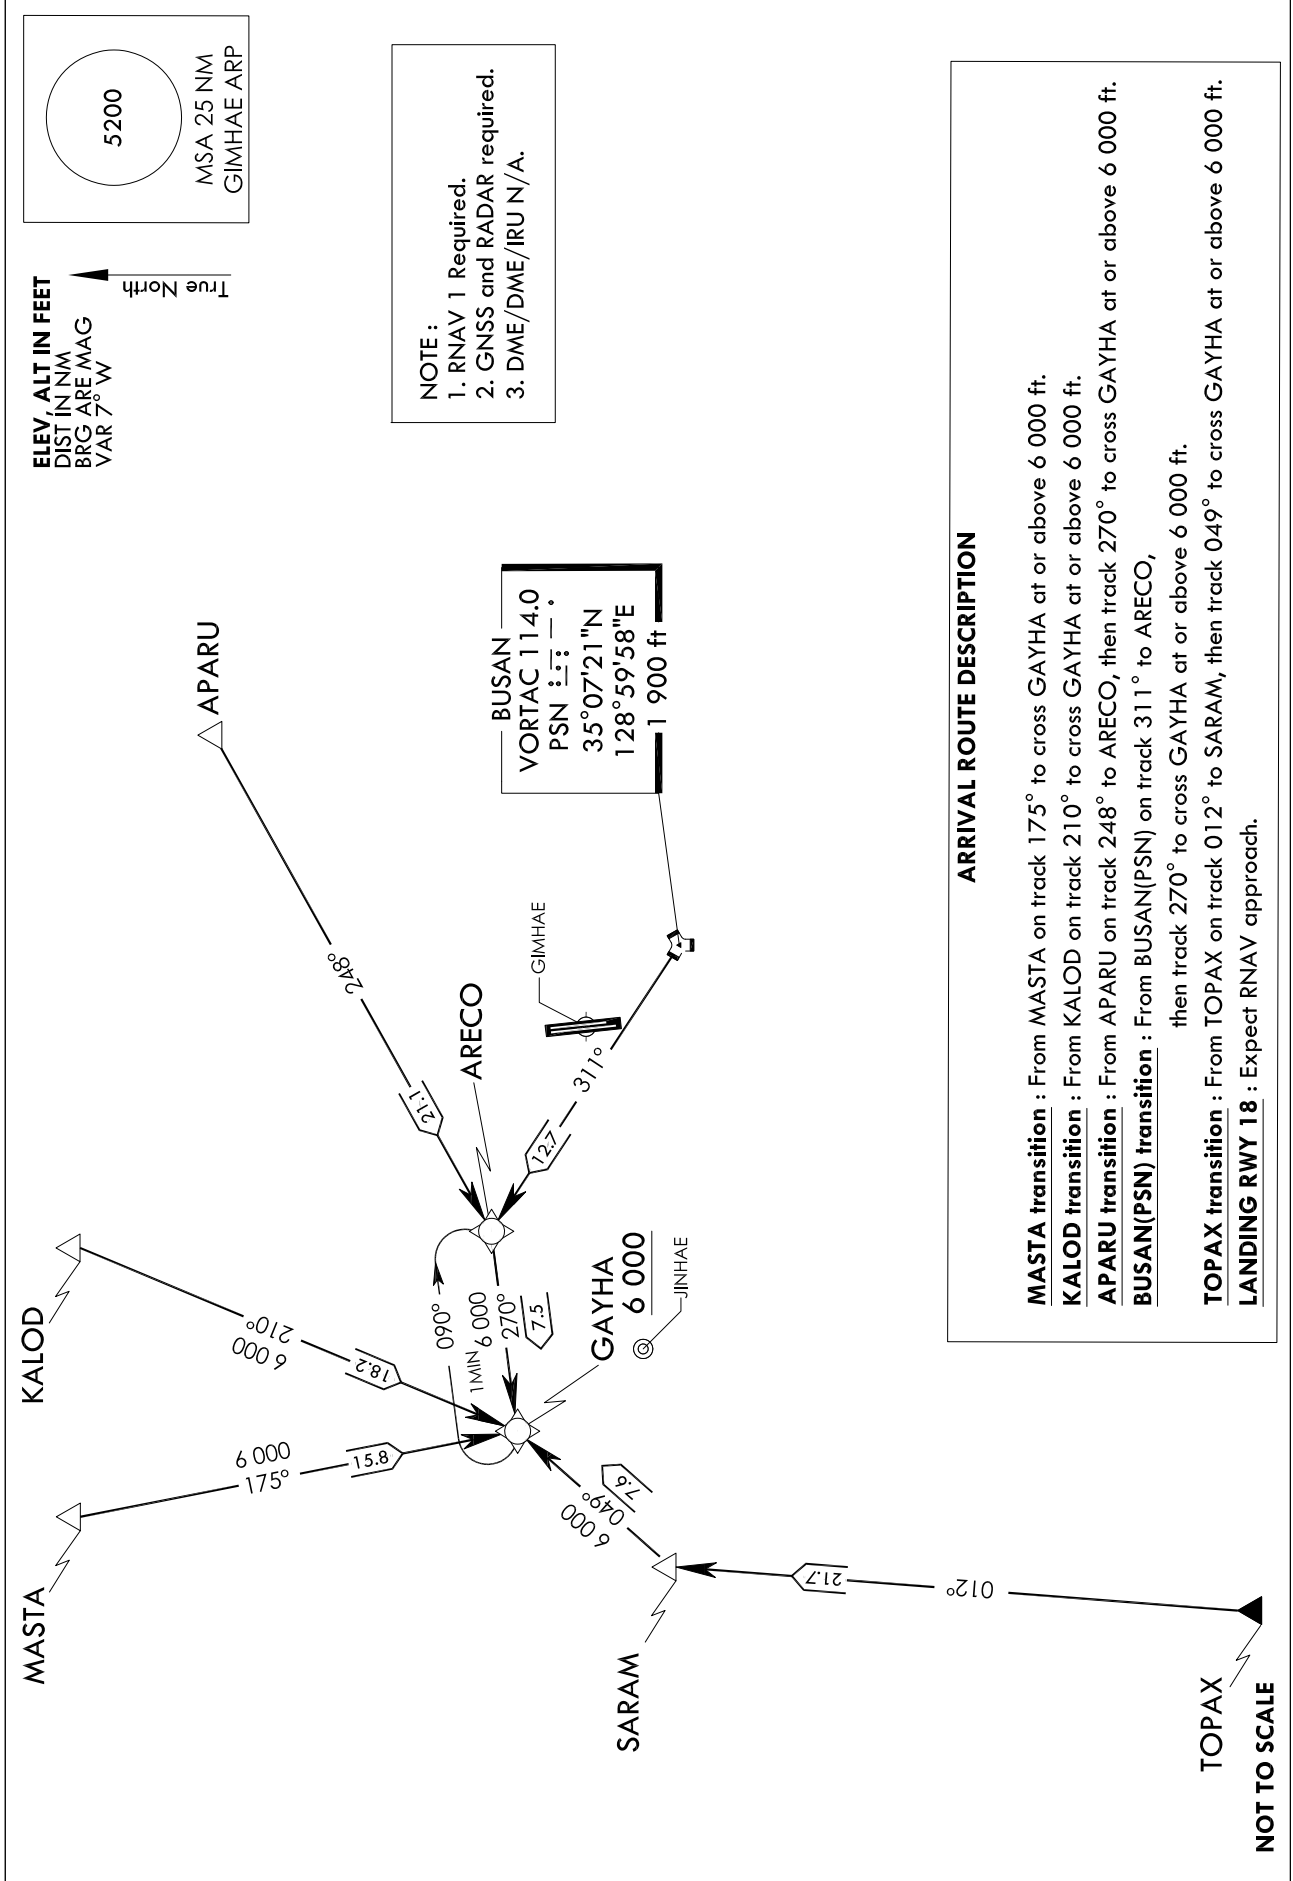 ELEV, ALT IN FEET
DIST IN NM
BRG ARE MAG
VAR 7° W
True North
5200
MSA 25 NM
GIMHAE ARP
NOTE :
1. RNAV 1 Required.
2. GNSS and RADAR required.
3. DME/DME/IRU N/A.
MASTA
KALOD
APARU
6 000
175°
15.8
210°
6 000
18.2
248°
21.1
ARECO
GIMHAE
BUSAN
VORTAC 114.0
PSN
35°07'21"N
128°59'58"E
1 900 ft
311°
12.7
090°
1MIN
6 000
270°
7.5
GAYHA
6 000
JINHAE
049°
6 000
7.6
SARAM
21.7
012°
TOPAX
NOT TO SCALE
ARRIVAL ROUTE DESCRIPTION
MASTA transition : From MASTA on track 175° to cross GAYHA at or above 6 000 ft.
KALOD transition : From KALOD on track 210° to cross GAYHA at or above 6 000 ft.
APARU transition : From APARU on track 248° to ARECO, then track 270° to cross GAYHA at or above 6 000 ft.
BUSAN(PSN) transition : From BUSAN(PSN) on track 311° to ARECO,
then track 270° to cross GAYHA at or above 6 000 ft.
TOPAX transition : From TOPAX on track 012° to SARAM, then track 049° to cross GAYHA at or above 6 000 ft.
LANDING RWY 18 : Expect RNAV approach.